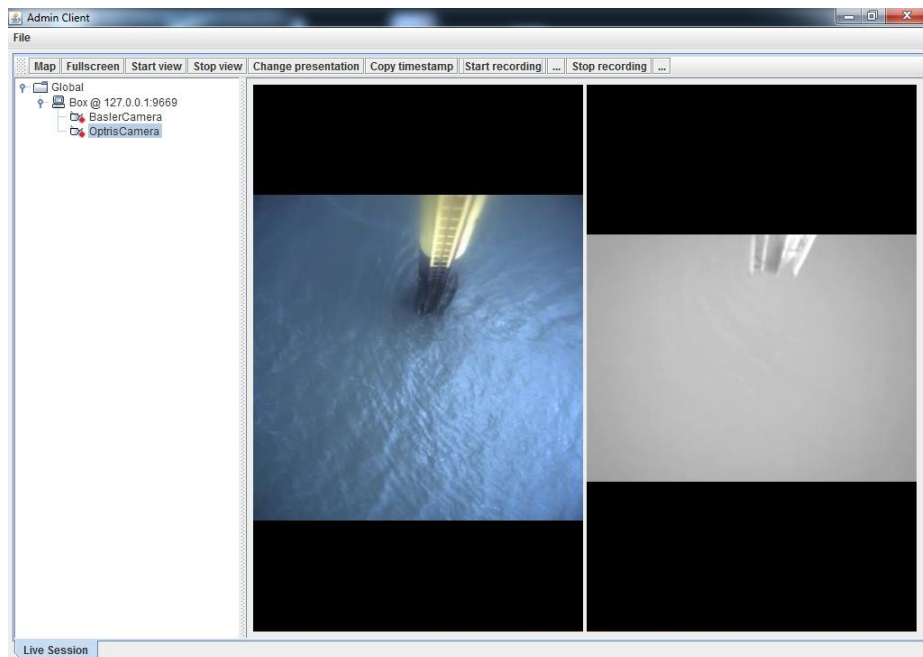 Admin Client
File
Map Fullscreen Start view Stop view Change presentation Copy timestamp Start recording ... Stop recording ...
Global
Box @ 127.0.0.1:9669
BaslerCamera
OptrisCamera
Live Session